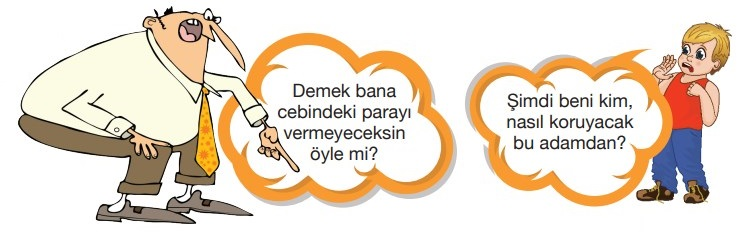 Demek bana
cebindeki parayı
vermeyeceksin
öyle mi?
Şimdi beni kim,
nasıl koruyacak
bu adamdan?